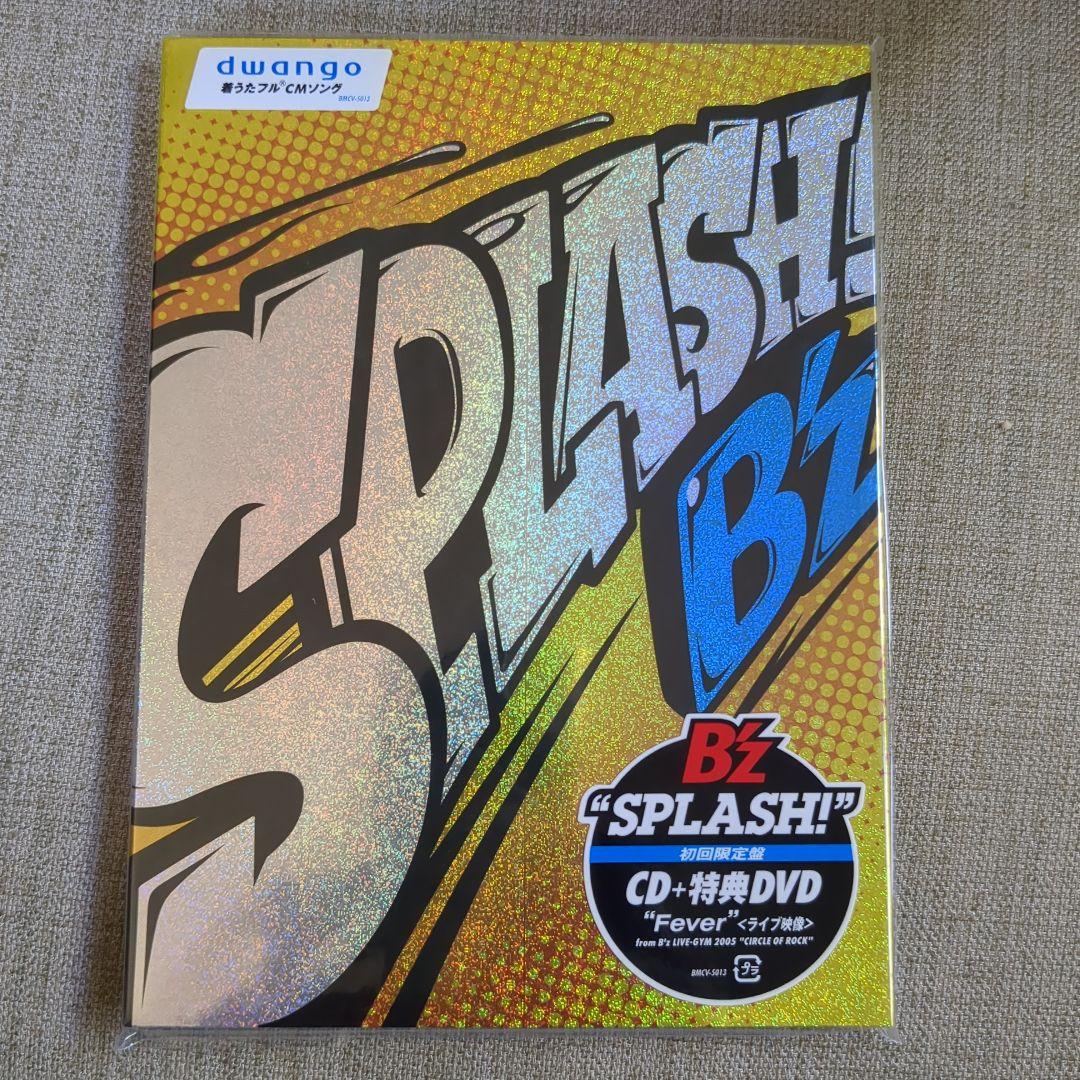 dwango
着うたフル®CMソング
BMCV-5013
SPLASH!
B'z
B'z
"SPLASH!"
初回限定盤
CD+特典DVD
"Fever"<ライブ映像>
from B'z LIVE-GYM 2005 "CIRCLE OF ROCK"
BMCV-5013 プラ